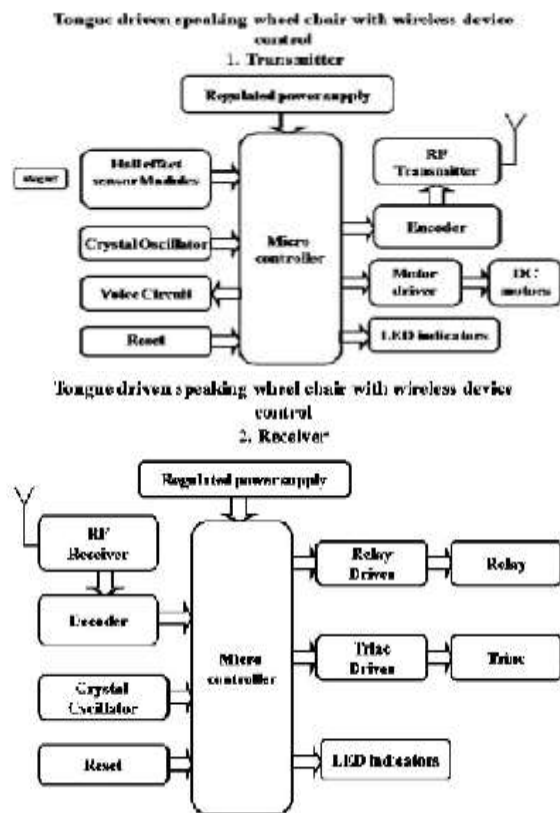 Tongue driven speaking wheel chair with wireless device
control
1. Transmitter
Regulated power supply
Hall effect
sensor Modules
RF
Transmitter
Crystal Oscillator
Micro
controller
Encoder
Voice Circuit
Motor
driver
DC
motors
Reset
LED indicators
Tongue driven speaking wheel chair with wireless device
control
2. Receiver
Regulated power supply
RF
Receiver
Relay
Driver
Relay
Decoder
Micro
controller
Triac
Driver
Triac
Crystal
Oscillator
Reset
LED indicators